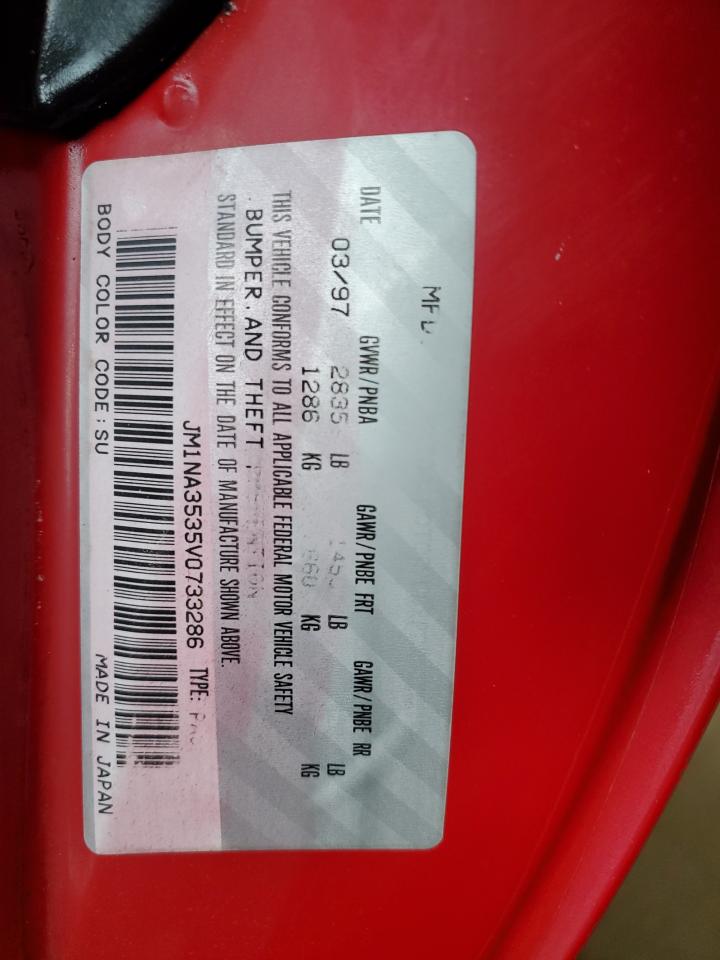 MFD.
DATE GVWR/PNBA GAWR/PNBE FRT GAWR/PNBE RR
03/97 2835 LB LB LB
1286 KG 660 KG KG
THIS VEHICLE CONFORMS TO ALL APPLICABLE FEDERAL MOTOR VEHICLE SAFETY
BUMPER, AND THEFT
STANDARD IN EFFECT ON THE DATE OF MANUFACTURE SHOWN ABOVE.
JM1NA3535V0733286 TYPE:
BODY COLOR CODE:SU MADE IN JAPAN